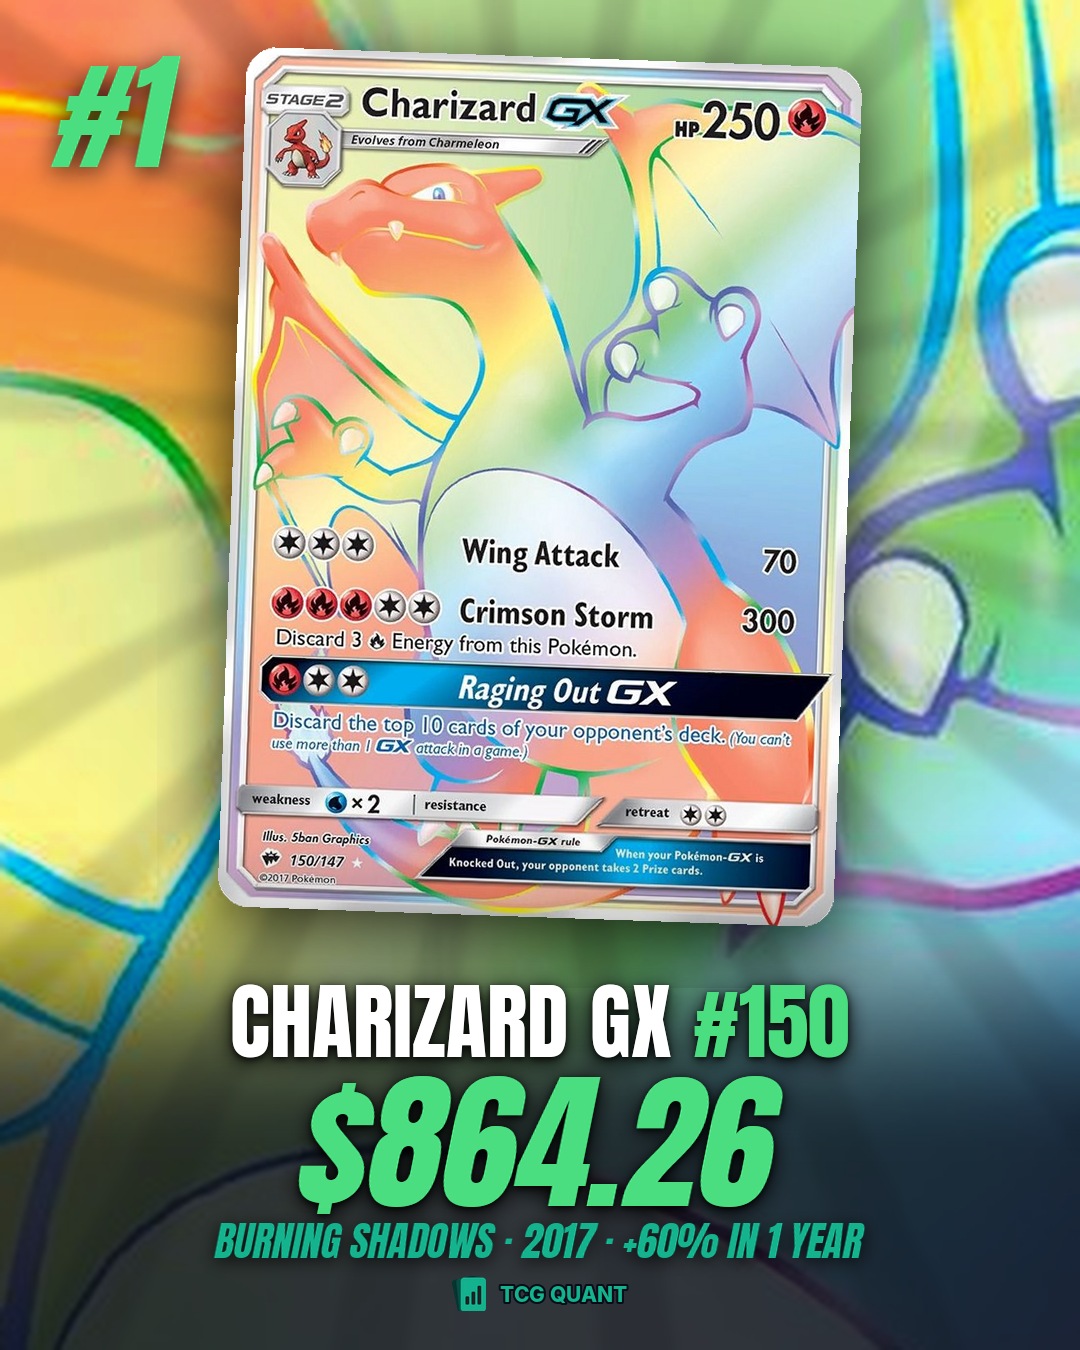 #1
STAGE2
Charizard GX
HP 250
Evolves from Charmeleon
Wing Attack 70
Crimson Storm 300
Discard 3 Energy from this Pokémon.
Raging Out GX
Discard the top 10 cards of your opponent's deck. (You can't
use more than 1 GX attack in a game.)
weakness ×2 resistance retreat
Illus. 5ban Graphics
150/147
©2017 Pokémon
Pokémon-GX rule
When your Pokémon-GX is
Knocked Out, your opponent takes 2 Prize cards.
CHARIZARD GX #150
$864.26
BURNING SHADOWS · 2017 · +60% IN 1 YEAR
TCG QUANT